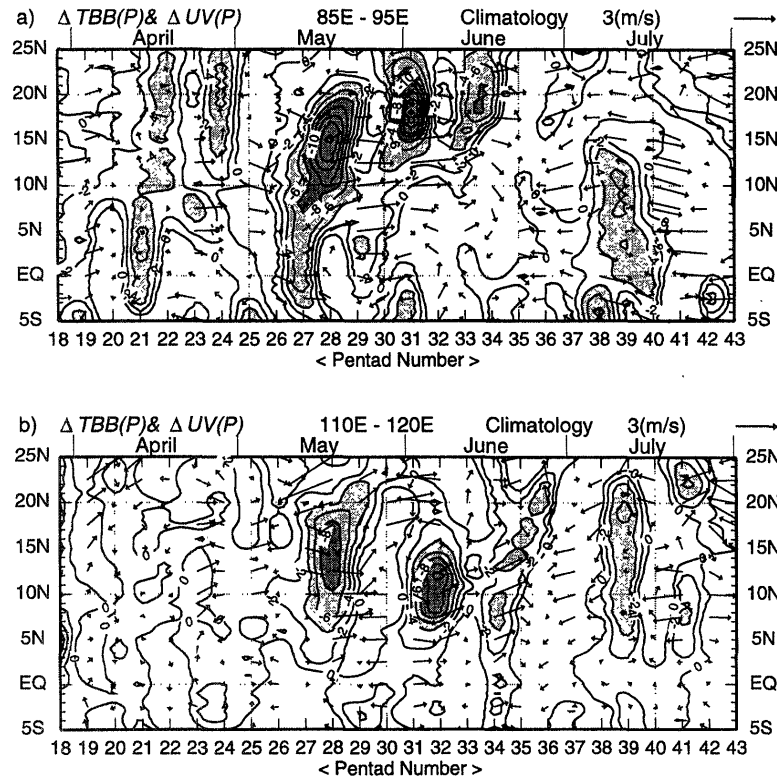 a) Δ TBB(P)& Δ UV(P) 85E - 95E Climatology 3(m/s)
April May June July
25N 25N
20N 20N
15N 15N
10N 10N
5N 5N
EQ EQ
5S 5S
18 19 20 21 22 23 24 25 26 27 28 29 30 31 32 33 34 35 36 37 38 39 40 41 42 43
< Pentad Number >
b) Δ TBB(P)& Δ UV(P) 110E - 120E Climatology 3(m/s)
April May June July
25N 25N
20N 20N
15N 15N
10N 10N
5N 5N
EQ EQ
5S 5S
18 19 20 21 22 23 24 25 26 27 28 29 30 31 32 33 34 35 36 37 38 39 40 41 42 43
< Pentad Number >